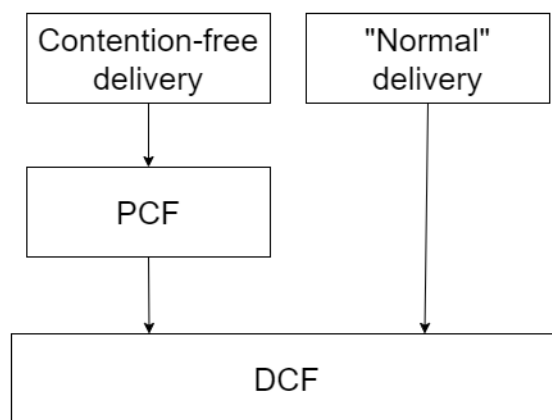 Contention-free
delivery
"Normal"
delivery
PCF
DCF